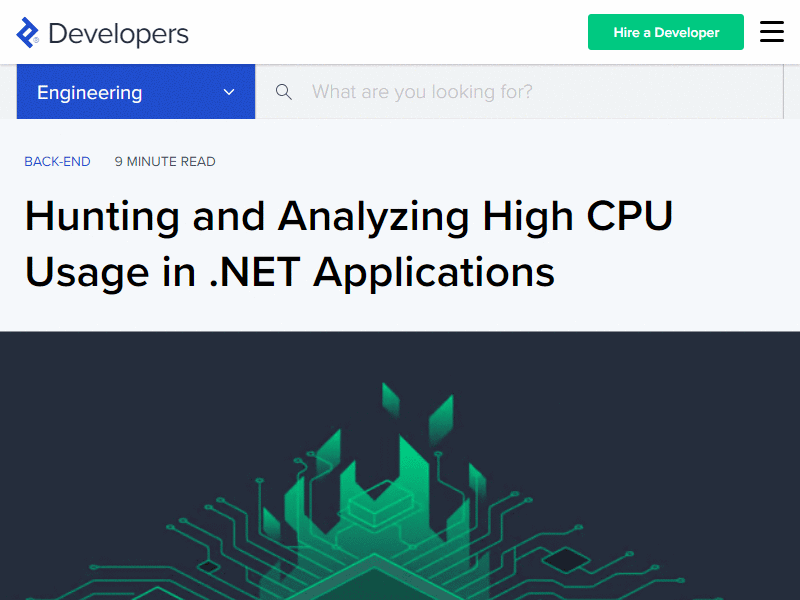 Developers
Hire a Developer
Engineering
What are you looking for?
BACK-END 9 MINUTE READ
Hunting and Analyzing High CPU
Usage in .NET Applications